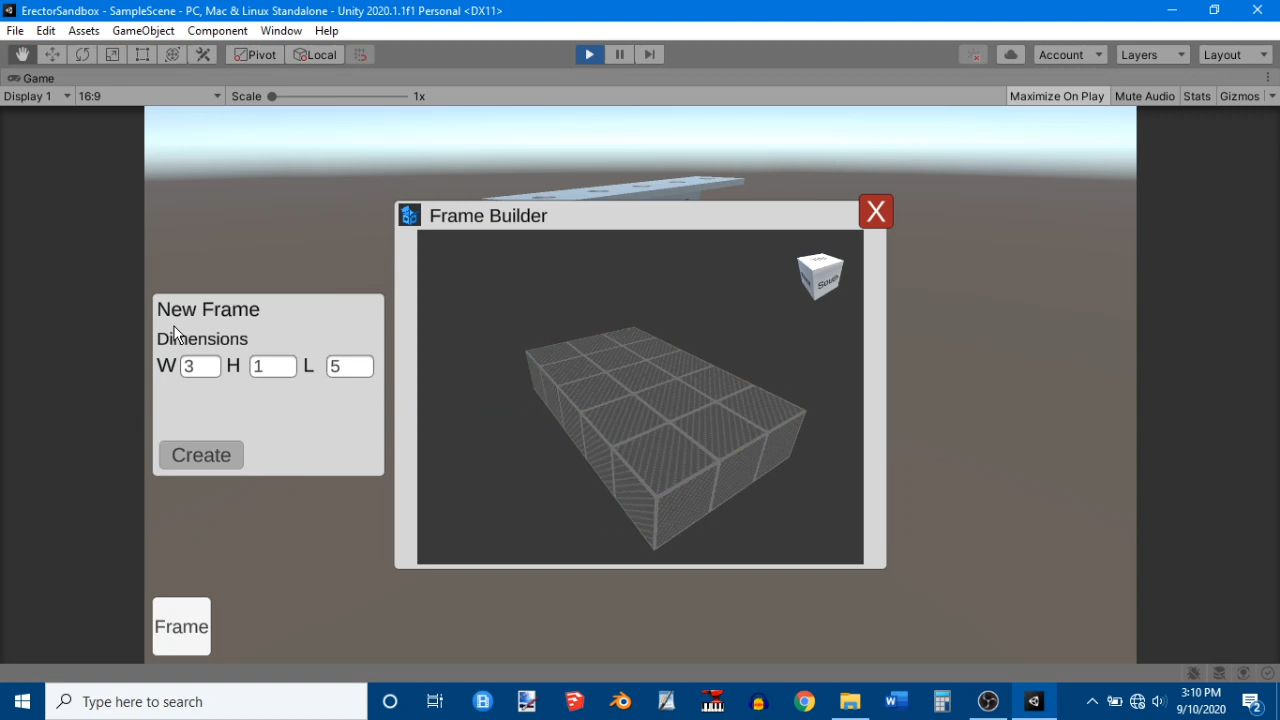 ErectorSandbox - SampleScene - PC, Mac & Linux Standalone - Unity 2020.1.1f1 Personal <DX11>
File Edit Assets GameObject Component Window Help
Pivot Local Account Layers Layout
Game
Display 1 16:9 Scale 1x Maximize On Play Mute Audio Stats Gizmos
Frame Builder X
South
New Frame
Dimensions
W 3 H 1 L 5
Create
Frame
Type here to search
3:10 PM
9/10/2020
2